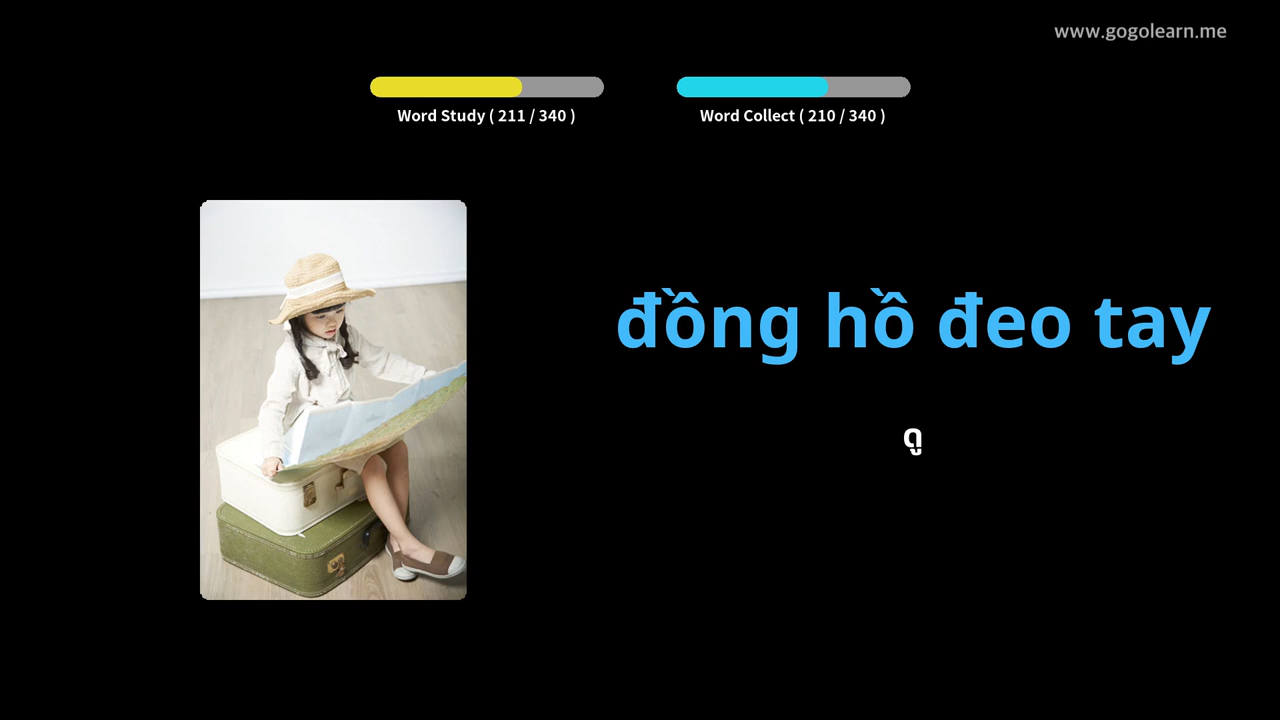 www.gogolearn.me
Word Study ( 211 / 340 )
Word Collect ( 210 / 340 )
đồng hồ đeo tay
ดู